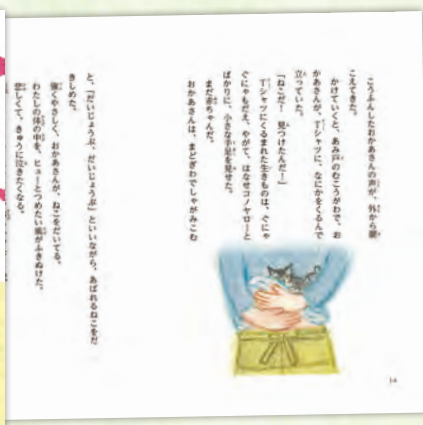 こうふんしたおかあさんの声が、外から聞
こえてきた。
かけていくと、あみ戸のむこうがわで、お
かあさんが、Tシャツに、なにかをくるんで
立っていた。
「ねこだ！　見つけたんだ！」
Tシャツにくるまれた生きものは、ぐにゃ
ぐにゃもだえ、やがて、はなせコノヤローと
ばかりに、小さな手足を見せた。
まだ赤ちゃんだ。
おかあさんは、まどぎわでしゃがみこむ
と、「だいじょうぶ、だいじょうぶ」といいながら、あばれるねこをだ
きしめた。
強くやさしく、おかあさんが、ねこをだいてる。
わたしの体の中を、ヒューとつめたい風がふきぬけた。
悲しくて、きゅうに泣きたくなる。
14